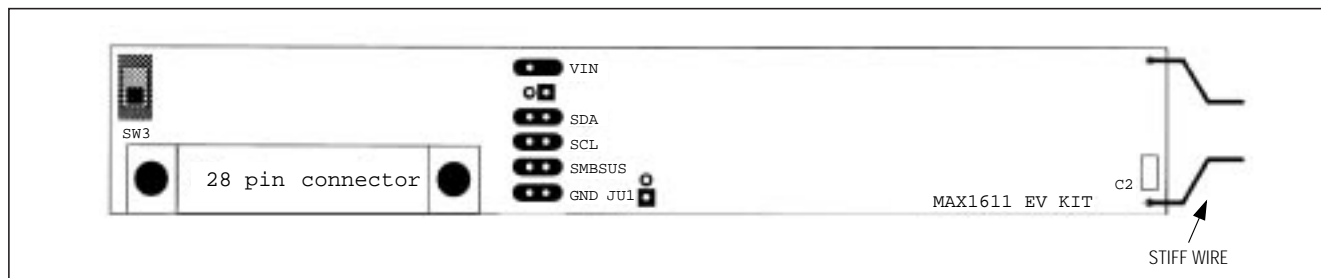 VIN
SW3
SDA
SCL
SMBSUS
28 pin connector
GND JU1
C2
MAX1611 EV KIT
STIFF WIRE